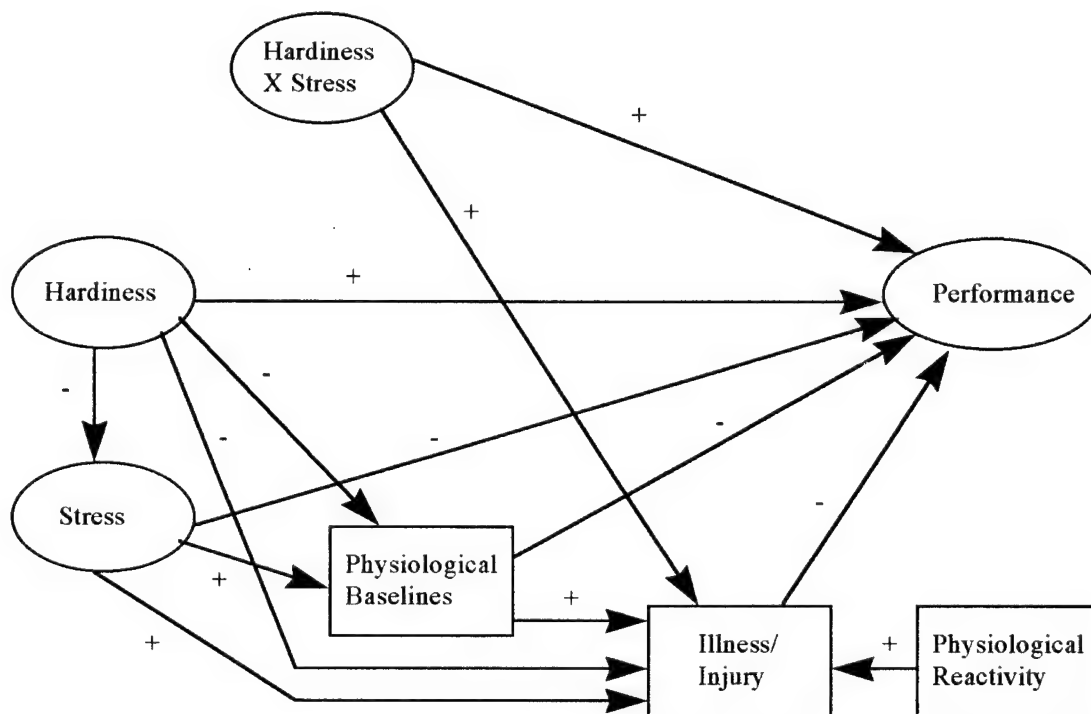 Hardiness
X Stress
+
+
Hardiness
+
Performance
-
-
-
-
-
Stress
-
+
Physiological
Baselines
+
+
Illness/
Injury
+
Physiological
Reactivity